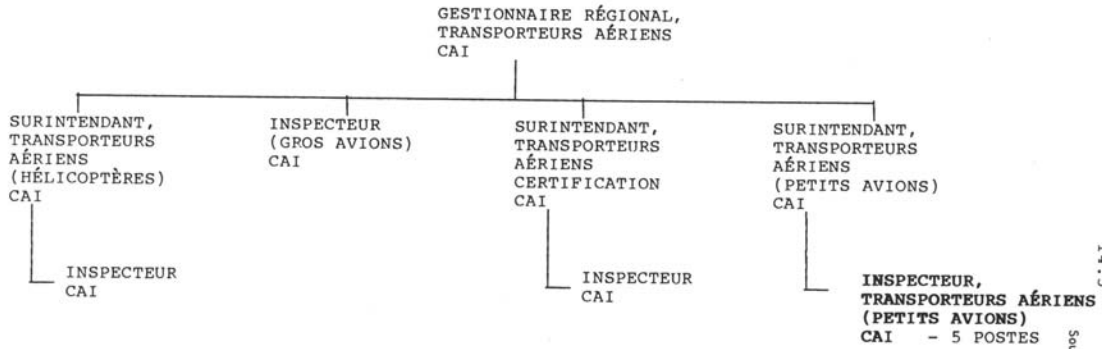 GESTIONNAIRE RÉGIONAL,
TRANSPORTEURS AÉRIENS
CAI
SURINTENDANT,
TRANSPORTEURS
AÉRIENS
(HÉLICOPTÈRES)
CAI
INSPECTEUR
CAI
INSPECTEUR
(GROS AVIONS)
CAI
SURINTENDANT,
TRANSPORTEURS
AÉRIENS
CERTIFICATION
CAI
INSPECTEUR
CAI
SURINTENDANT,
TRANSPORTEURS
AÉRIENS
(PETITS AVIONS)
CAI
INSPECTEUR,
TRANSPORTEURS AÉRIENS
(PETITS AVIONS)
CAI - 5 POSTES